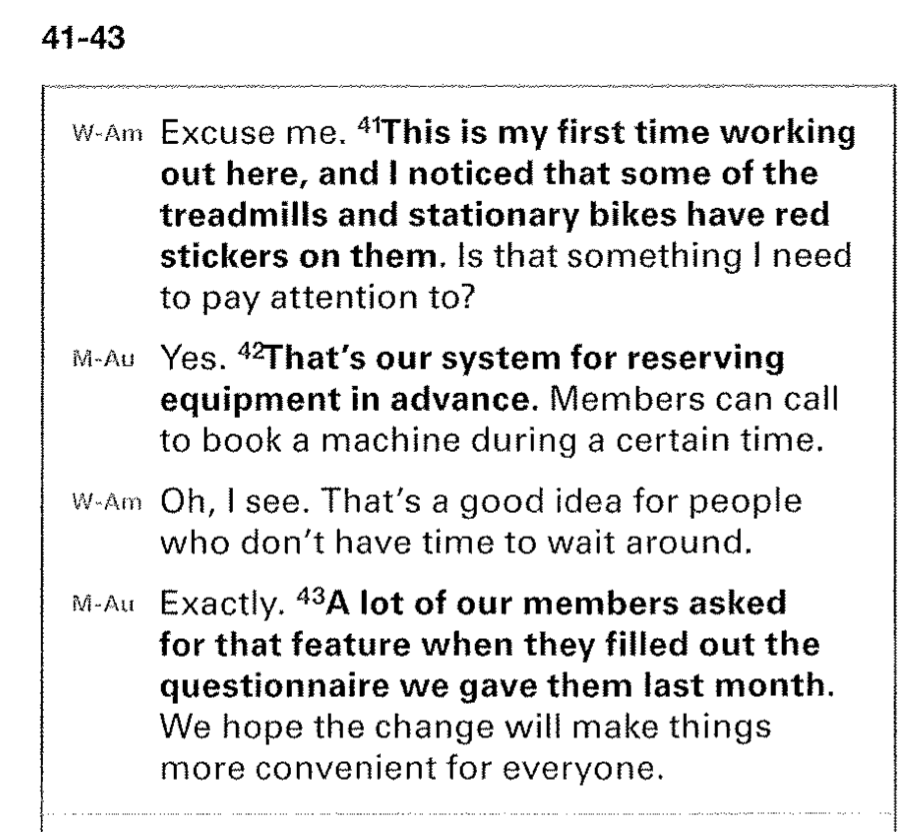 41-43
W-Am Excuse me. 41This is my first time working
out here, and I noticed that some of the
treadmills and stationary bikes have red
stickers on them. Is that something I need
to pay attention to?
M-Au Yes. 42That's our system for reserving
equipment in advance. Members can call
to book a machine during a certain time.
W-Am Oh, I see. That's a good idea for people
who don't have time to wait around.
M-Au Exactly. 43A lot of our members asked
for that feature when they filled out the
questionnaire we gave them last month.
We hope the change will make things
more convenient for everyone.